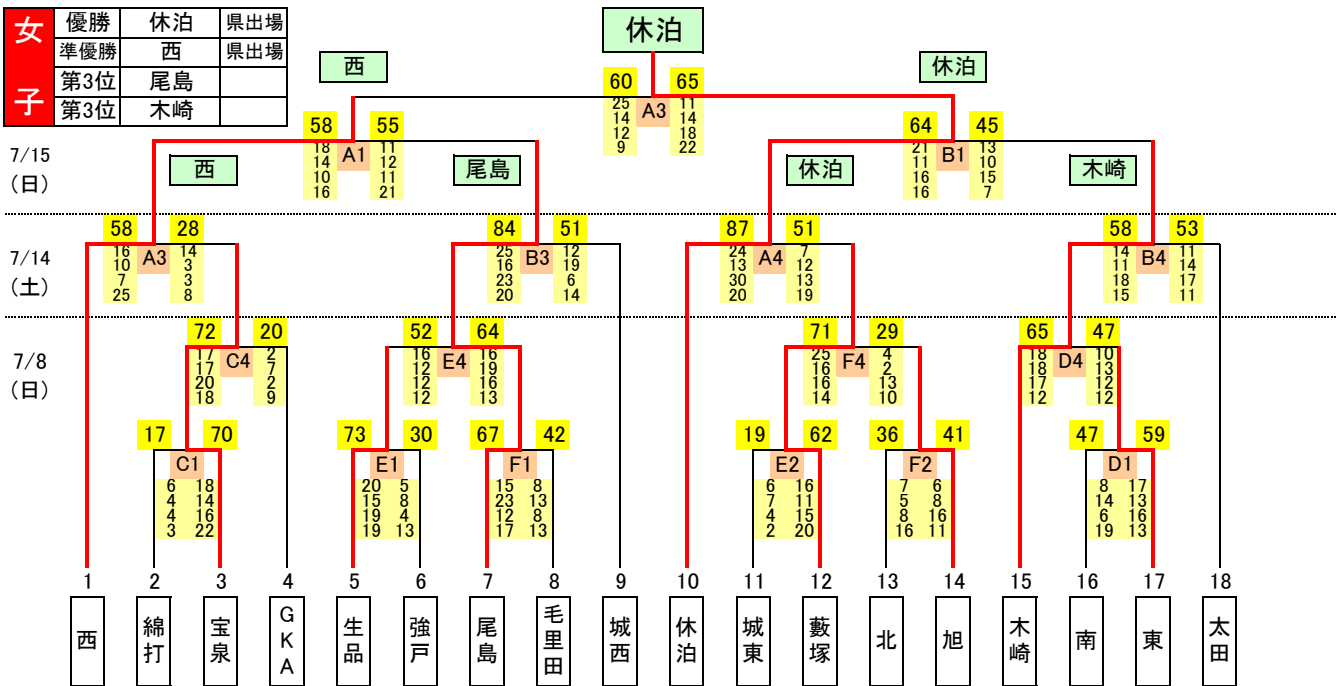 女子
優勝 休泊 県出場
準優勝 西 県出場
第3位 尾島
第3位 木崎
休泊
西
休泊
60 65
25 11
14 A3 14
12 18
9 22
7/15
(日)
58 55
18 11
14 A1 12
10 11
16 21
64 45
21 13
11 B1 10
16 15
16 7
西
尾島
休泊
木崎
7/14
(土)
58 28
16 14
10 A3 3
7 3
25 8
84 51
25 12
16 B3 19
23 6
20 14
87 51
24 7
13 A4 12
30 13
20 19
58 53
14 11
11 B4 14
18 17
15 11
7/8
(日)
72 20
17 2
17 C4 7
20 2
18 9
52 64
16 16
12 E4 19
12 16
12 13
71 29
25 4
16 F4 2
16 13
14 10
65 47
18 10
18 D4 13
17 12
12 12
17 70
C1
6 18
4 14
4 16
3 22
73 30
E1
20 5
15 8
19 4
19 13
67 42
F1
15 8
23 13
12 8
17 13
19 62
E2
6 16
7 11
4 15
2 20
36 41
F2
7 6
5 8
8 16
16 11
47 59
D1
8 17
14 13
6 16
19 13
1 2 3 4 5 6 7 8 9 10 11 12 13 14 15 16 17 18
西
綿打
宝泉
GKA
生品
強戸
尾島
毛里田
城西
休泊
城東
藪塚
北
旭
木崎
南
東
太田